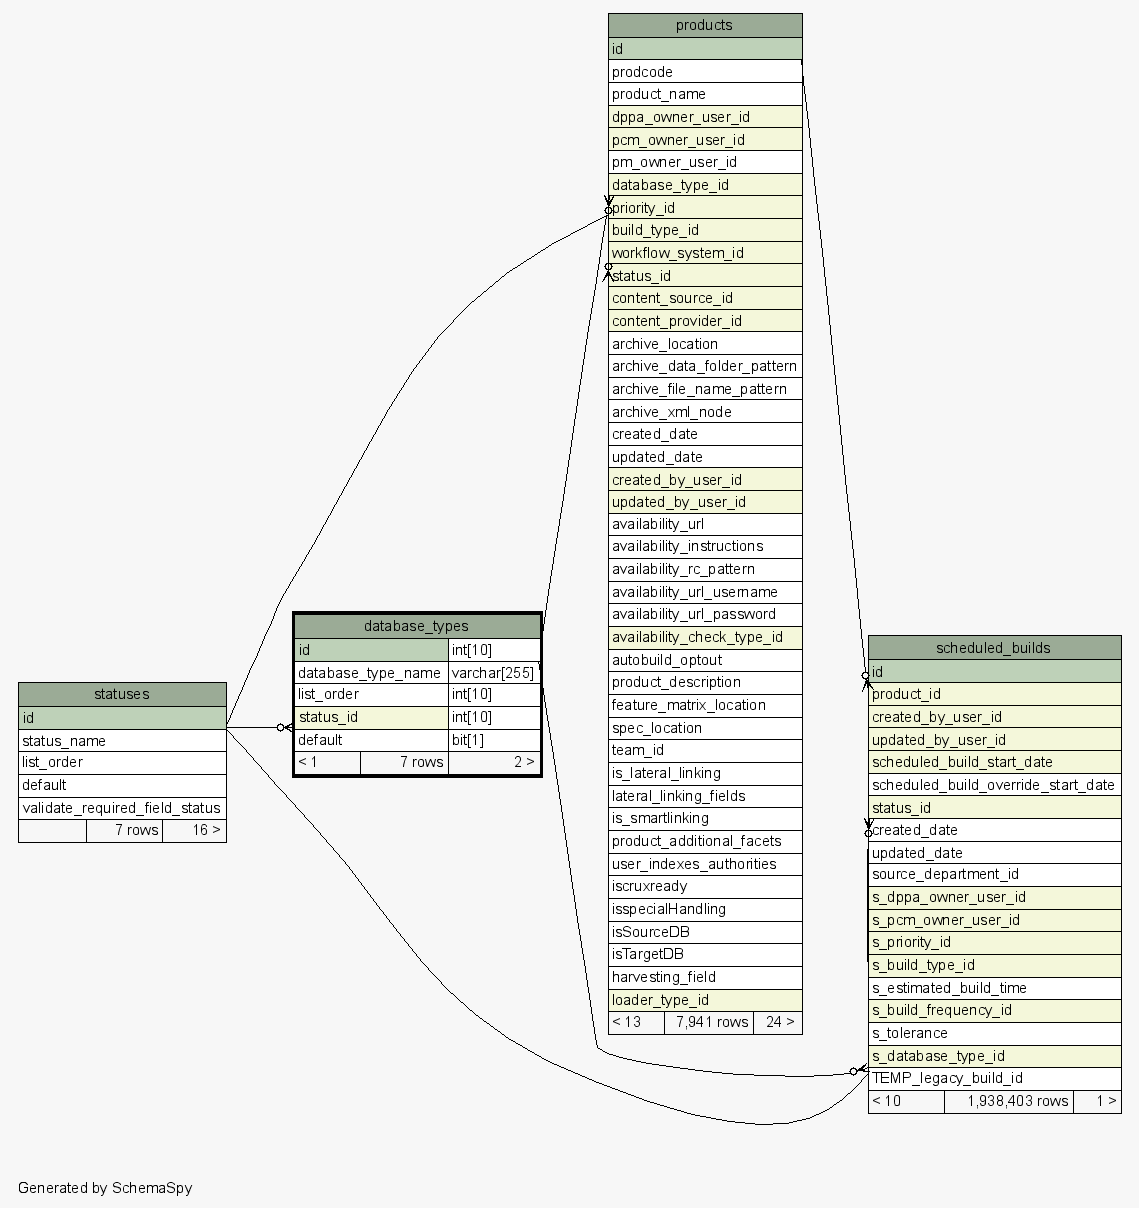 products
id
prodcode
product_name
dppa_owner_user_id
pcm_owner_user_id
pm_owner_user_id
database_type_id
priority_id
build_type_id
workflow_system_id
status_id
content_source_id
content_provider_id
archive_location
archive_data_folder_pattern
archive_file_name_pattern
archive_xml_node
created_date
updated_date
created_by_user_id
updated_by_user_id
availability_url
availability_instructions
availability_rc_pattern
availability_url_username
availability_url_password
availability_check_type_id
autobuild_optout
product_description
feature_matrix_location
spec_location
team_id
is_lateral_linking
lateral_linking_fields
is_smartlinking
product_additional_facets
user_indexes_authorities
iscruxready
isspecialHandling
isSourceDB
isTargetDB
harvesting_field
loader_type_id
< 13 7,941 rows 24 >
database_types
id int[10]
database_type_name varchar[255]
list_order int[10]
status_id int[10]
default bit[1]
< 1 7 rows 2 >
statuses
id
status_name
list_order
default
validate_required_field_status
7 rows 16 >
scheduled_builds
id
product_id
created_by_user_id
updated_by_user_id
scheduled_build_start_date
scheduled_build_override_start_date
status_id
created_date
updated_date
source_department_id
s_dppa_owner_user_id
s_pcm_owner_user_id
s_priority_id
s_build_type_id
s_estimated_build_time
s_build_frequency_id
s_tolerance
s_database_type_id
TEMP_legacy_build_id
< 10 1,938,403 rows 1 >
Generated by SchemaSpy